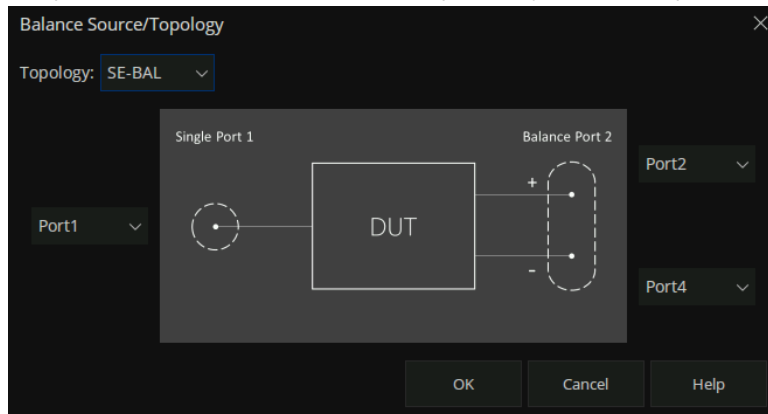 Balance Source/Topology
Topology: SE-BAL
Single Port 1
Balance Port 2
Port2
+
Port1
DUT
-
Port4
OK
Cancel
Help